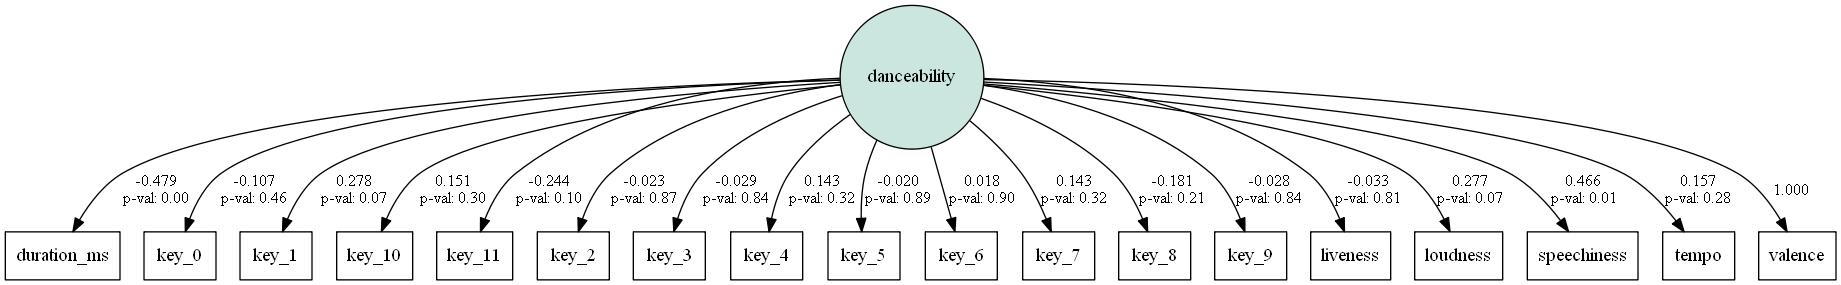 danceability
-0.479
p-val: 0.00
-0.107
p-val: 0.46
0.278
p-val: 0.07
0.151
p-val: 0.30
-0.244
p-val: 0.10
-0.023
p-val: 0.87
-0.029
p-val: 0.84
0.143
p-val: 0.32
-0.020
p-val: 0.89
0.018
p-val: 0.90
0.143
p-val: 0.32
-0.181
p-val: 0.21
-0.028
p-val: 0.84
-0.033
p-val: 0.81
0.277
p-val: 0.07
0.466
p-val: 0.01
0.157
p-val: 0.28
1.000
duration_ms
key_0
key_1
key_10
key_11
key_2
key_3
key_4
key_5
key_6
key_7
key_8
key_9
liveness
loudness
speechiness
tempo
valence